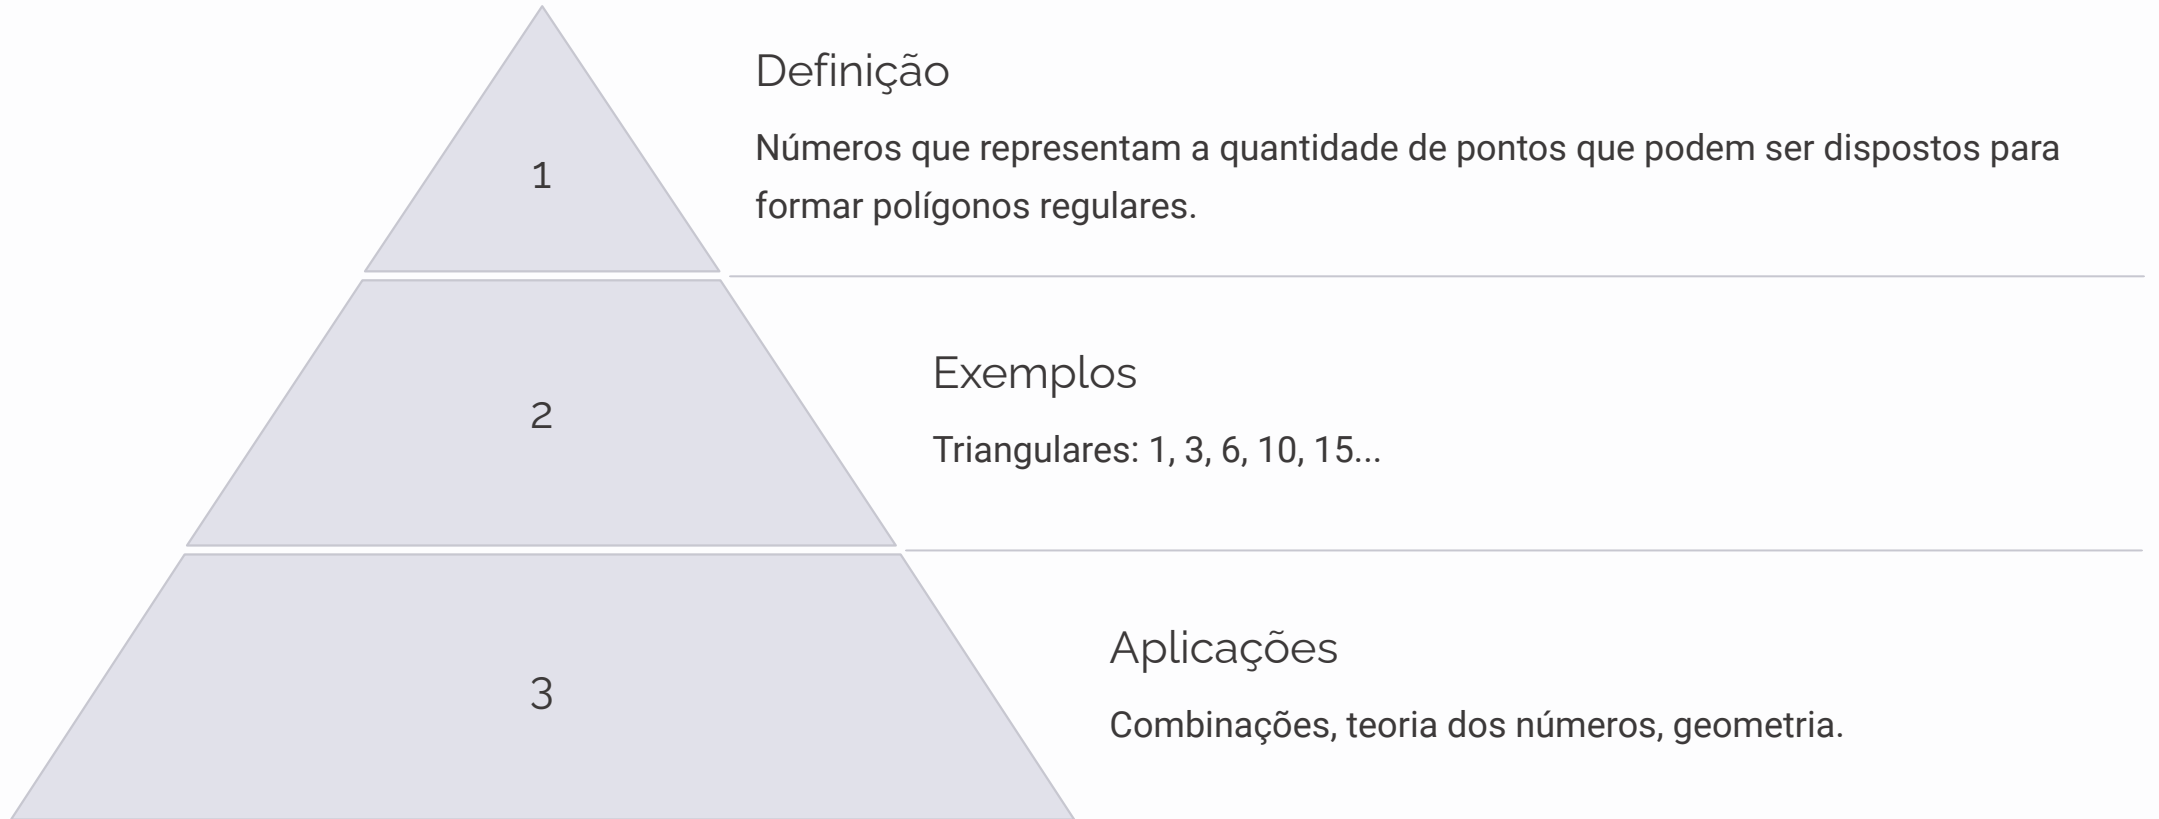 1
Definição
Números que representam a quantidade de pontos que podem ser dispostos para
formar polígonos regulares.
2
Exemplos
Triangulares: 1, 3, 6, 10, 15...
3
Aplicações
Combinações, teoria dos números, geometria.